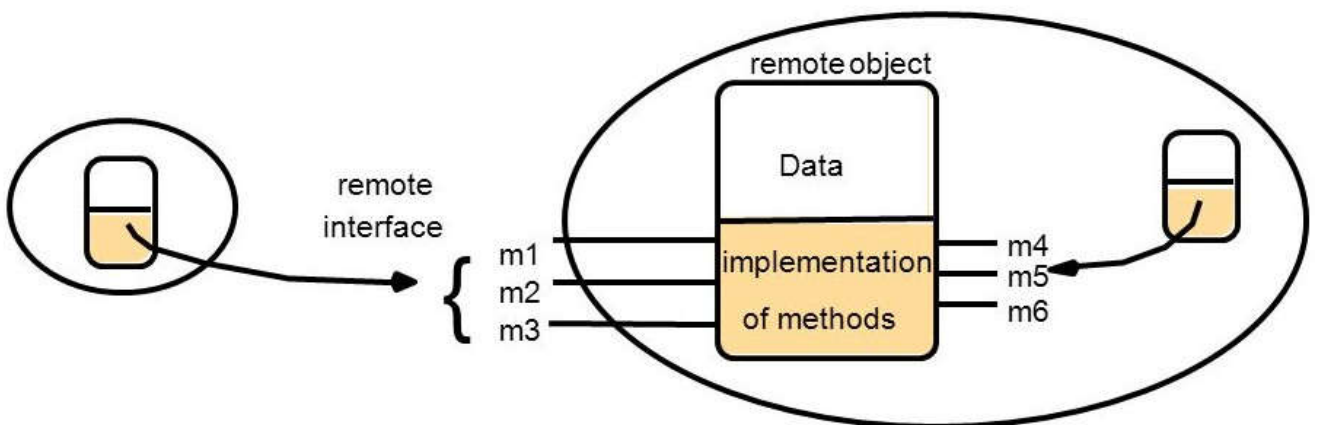 remote object
Data
remote
interface
{
m1
m2
m3
implementation
of methods
m4
m5
m6